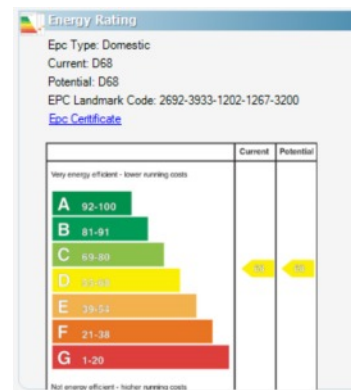 Energy Rating
Epc Type: Domestic
Current: D68
Potential: D68
EPC Landmark Code: 2692-3933-1202-1267-3200
Epc Certificate
Current Potential
Very energy efficient - lower running costs
A 92-100
B 81-91
C 69-80
D
E 39-54
F 21-38
G 1-20
Not energy efficient - higher running costs